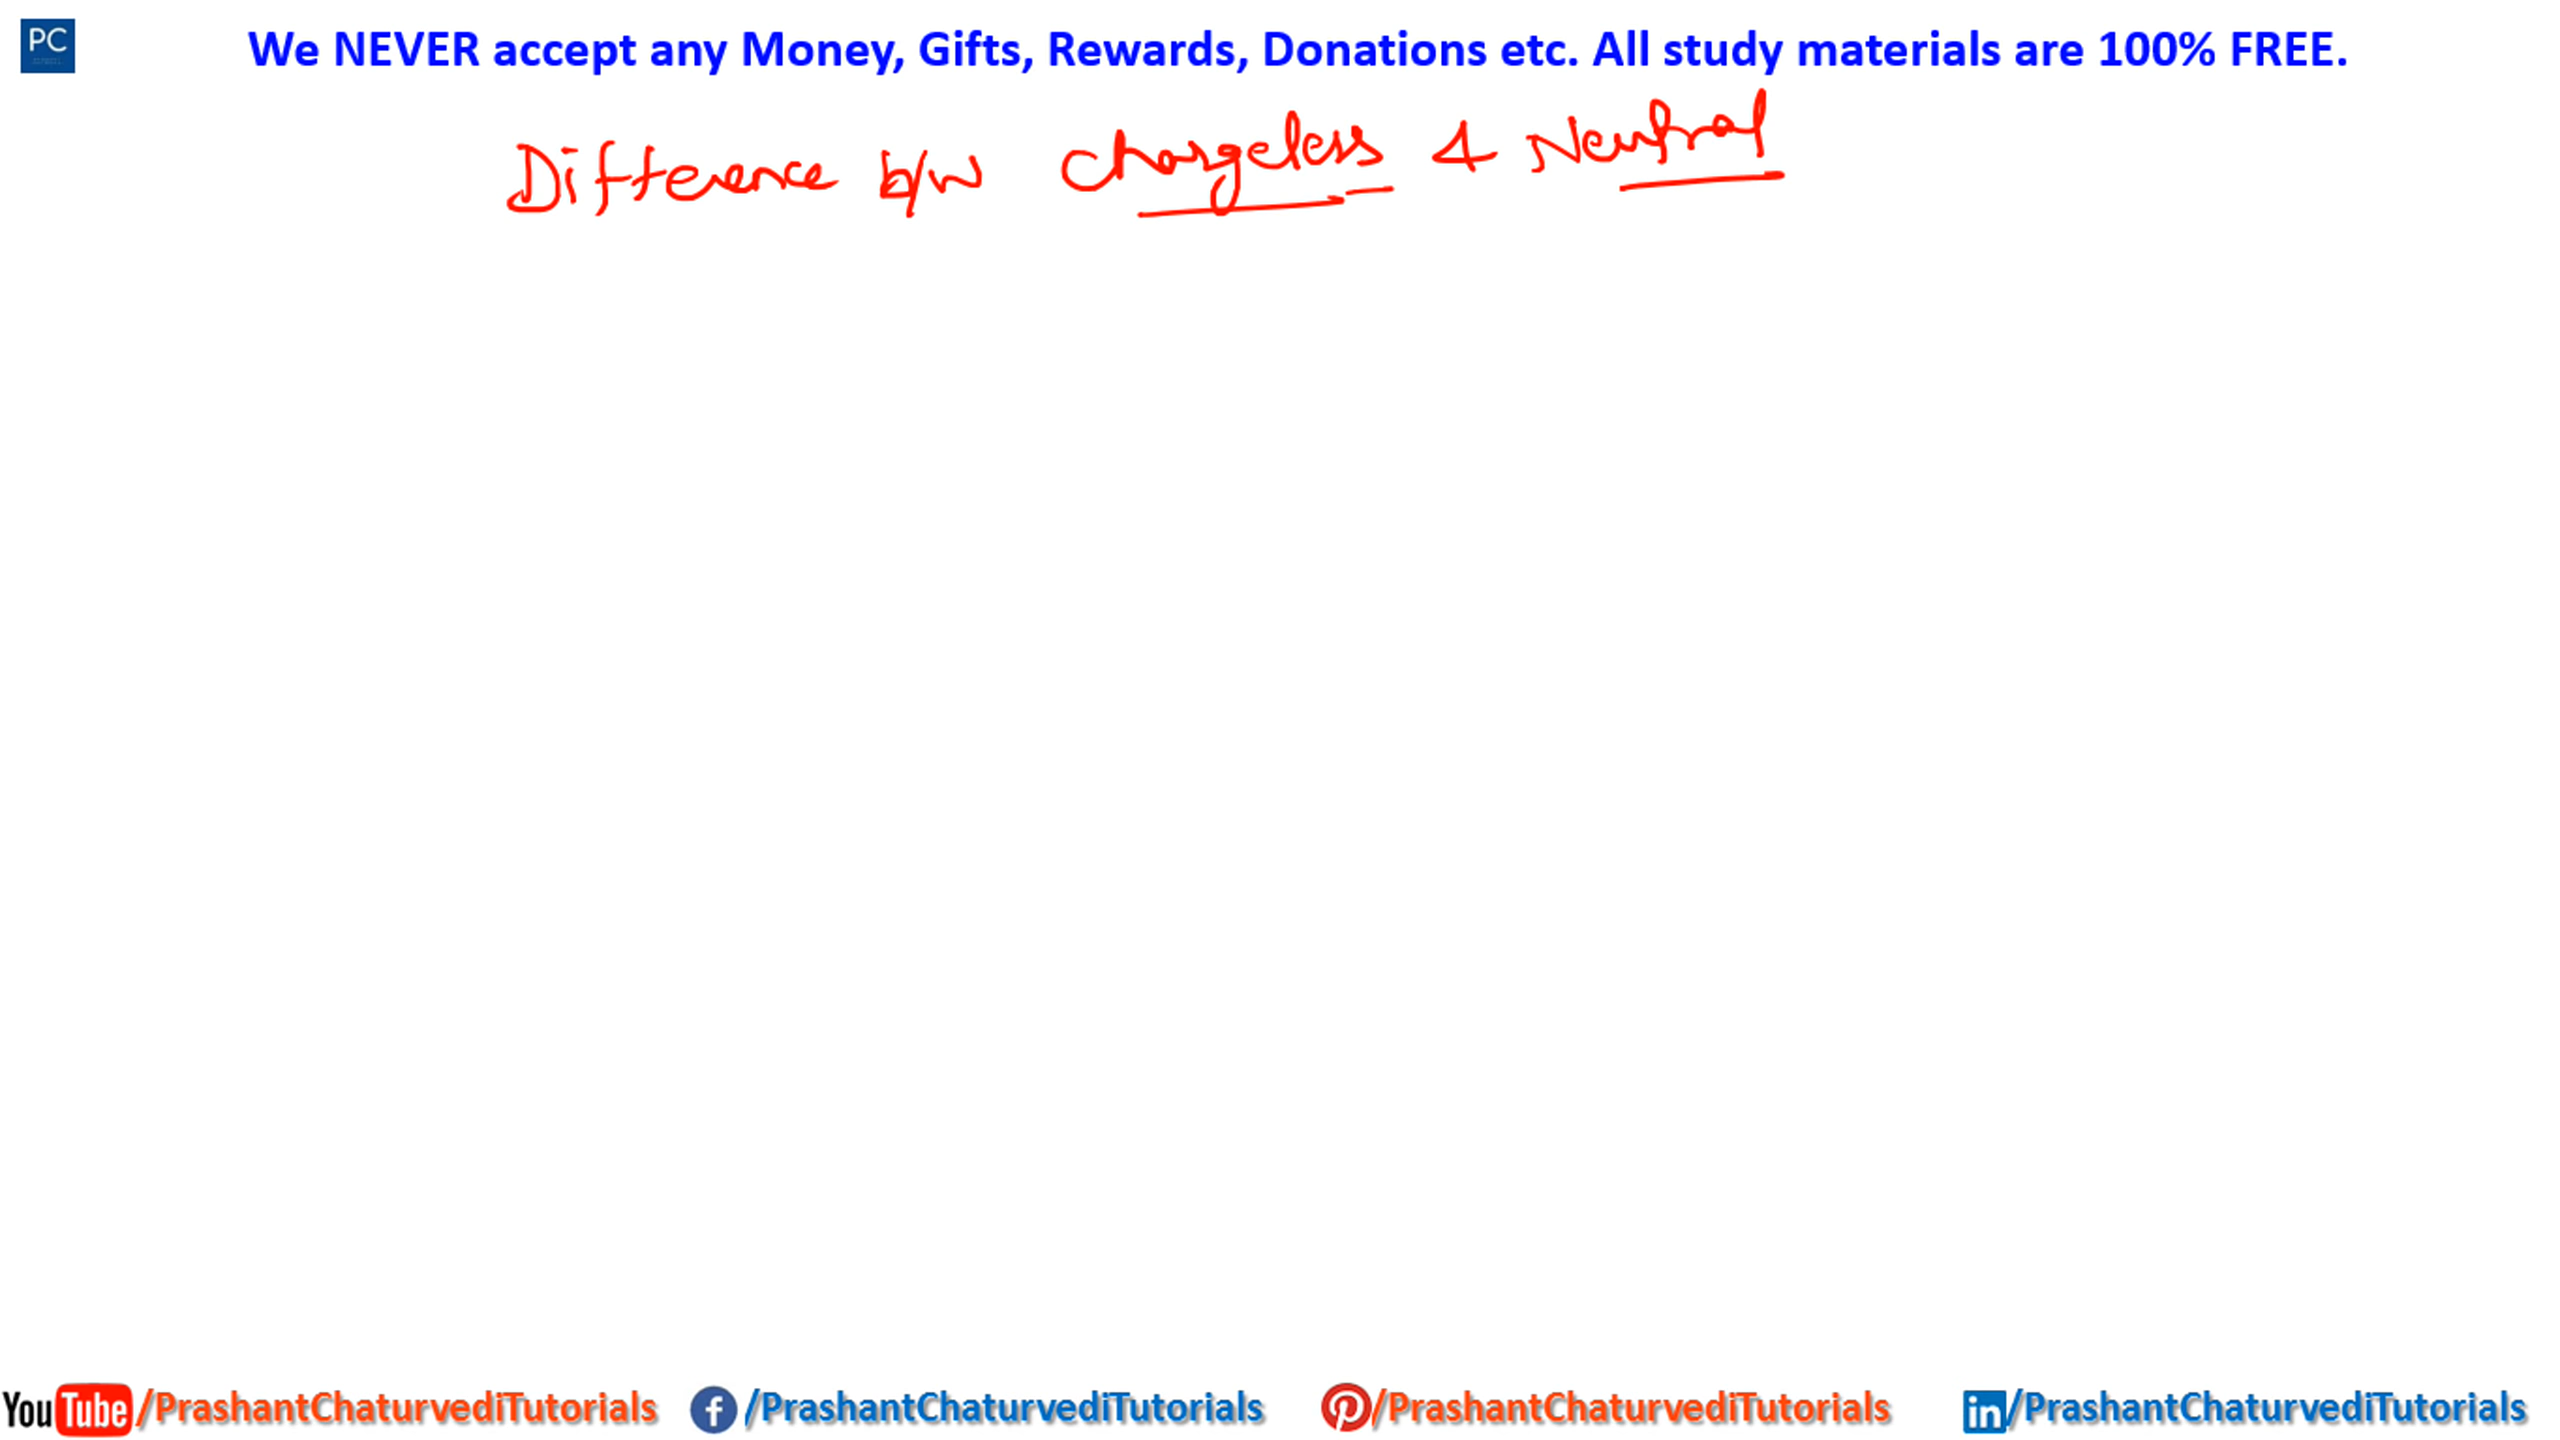 PC
We NEVER accept any Money, Gifts, Rewards, Donations etc. All study materials are 100% FREE.
Difference b/w Chargeless & Neutral
YouTube/PrashantChaturvediTutorials f/PrashantChaturvediTutorials /PrashantChaturvediTutorials in/PrashantChaturvediTutorials